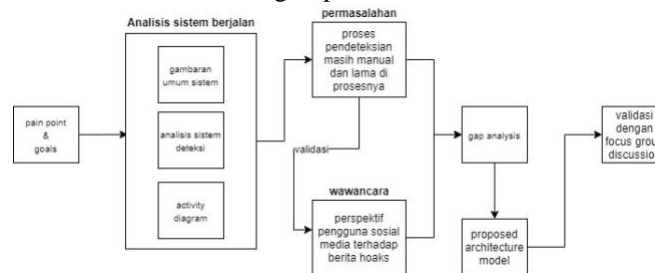 Analisis sistem berjalan
gambaran
umum sistem
analisis sistem
deteksi
activity
diagram
pain point
&
goals
permasalahan
proses
pendeteksian
masih manual
dan lama di
prosesnya
validasi
wawancara
perspektif
pengguna sosial
media terhadap
berita hoaks
gap analysis
proposed
architecture
model
validasi
dengan
focus group
discussion